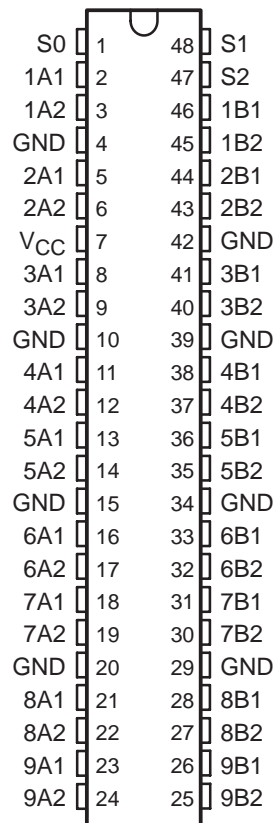 S0 1 48 S1
1A1 2 47 S2
1A2 3 46 1B1
GND 4 45 1B2
2A1 5 44 2B1
2A2 6 43 2B2
VCC 7 42 GND
3A1 8 41 3B1
3A2 9 40 3B2
GND 10 39 GND
4A1 11 38 4B1
4A2 12 37 4B2
5A1 13 36 5B1
5A2 14 35 5B2
GND 15 34 GND
6A1 16 33 6B1
6A2 17 32 6B2
7A1 18 31 7B1
7A2 19 30 7B2
GND 20 29 GND
8A1 21 28 8B1
8A2 22 27 8B2
9A1 23 26 9B1
9A2 24 25 9B2